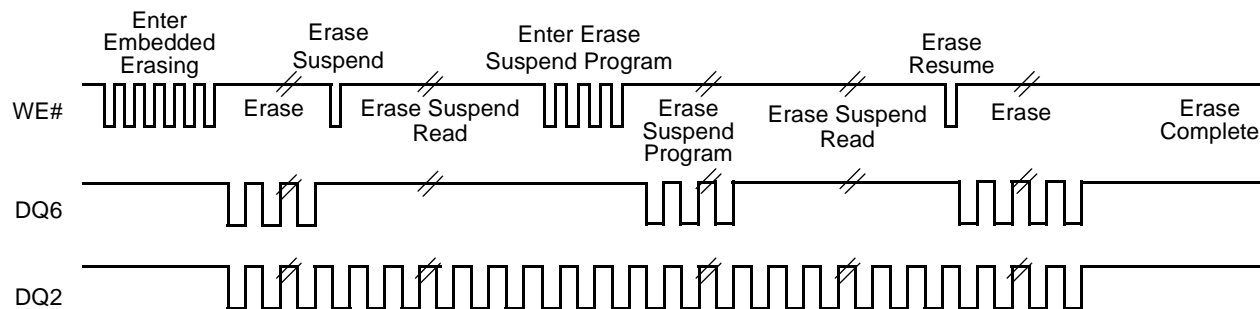 Enter
Embedded
Erasing
Erase
Suspend
Enter Erase
Suspend Program
Erase
Resume
WE#
Erase
Erase Suspend
Read
Erase
Suspend
Program
Erase Suspend
Read
Erase
Erase
Complete
DQ6
DQ2